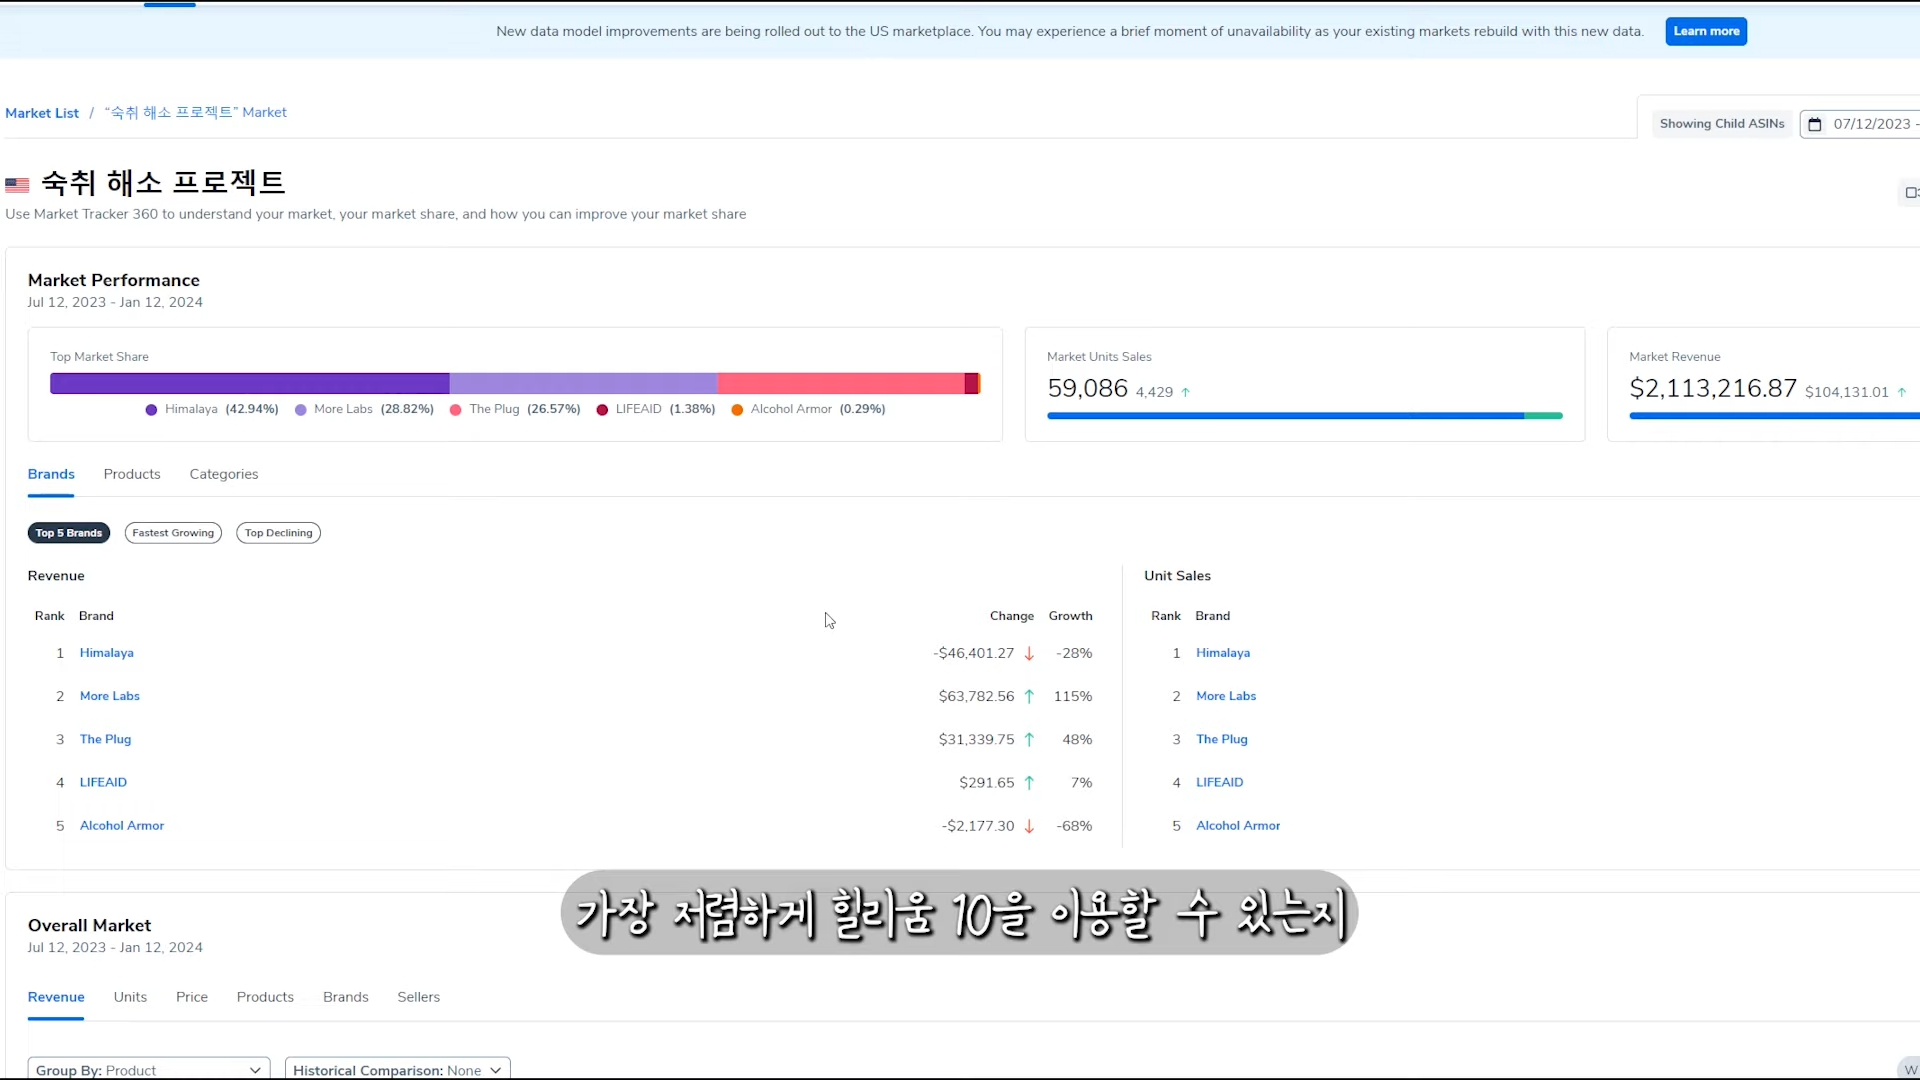 New data model improvements are being rolled out to the US marketplace. You may experience a brief moment of unavailability as your existing markets rebuild with this new data.
Learn more
Market List / “숙취 해소 프로젝트” Market
Showing Child ASINs
07/12/2023 -
숙취 해소 프로젝트
Use Market Tracker 360 to understand your market, your market share, and how you can improve your market share
Market Performance
Jul 12, 2023 - Jan 12, 2024
Top Market Share
Himalaya (42.94%) More Labs (28.82%) The Plug (26.57%) LIFEAID (1.38%) Alcohol Armor (0.29%)
Market Units Sales
59,086 4,429 ↑
Market Revenue
$2,113,216.87 $104,131.01 ↑
Brands Products Categories
Top 5 Brands Fastest Growing Top Declining
Revenue
Rank Brand Change Growth
1 Himalaya -$46,401.27 ↓ -28%
2 More Labs $63,782.56 ↑ 115%
3 The Plug $31,339.75 ↑ 48%
4 LIFEAID $291.65 ↑ 7%
5 Alcohol Armor -$2,177.30 ↓ -68%
Unit Sales
Rank Brand
1 Himalaya
2 More Labs
3 The Plug
4 LIFEAID
5 Alcohol Armor
가장 저렴하게 힐리움 10을 이용할 수 있는지
Overall Market
Jul 12, 2023 - Jan 12, 2024
Revenue Units Price Products Brands Sellers
Group By: Product
Historical Comparison: None
W